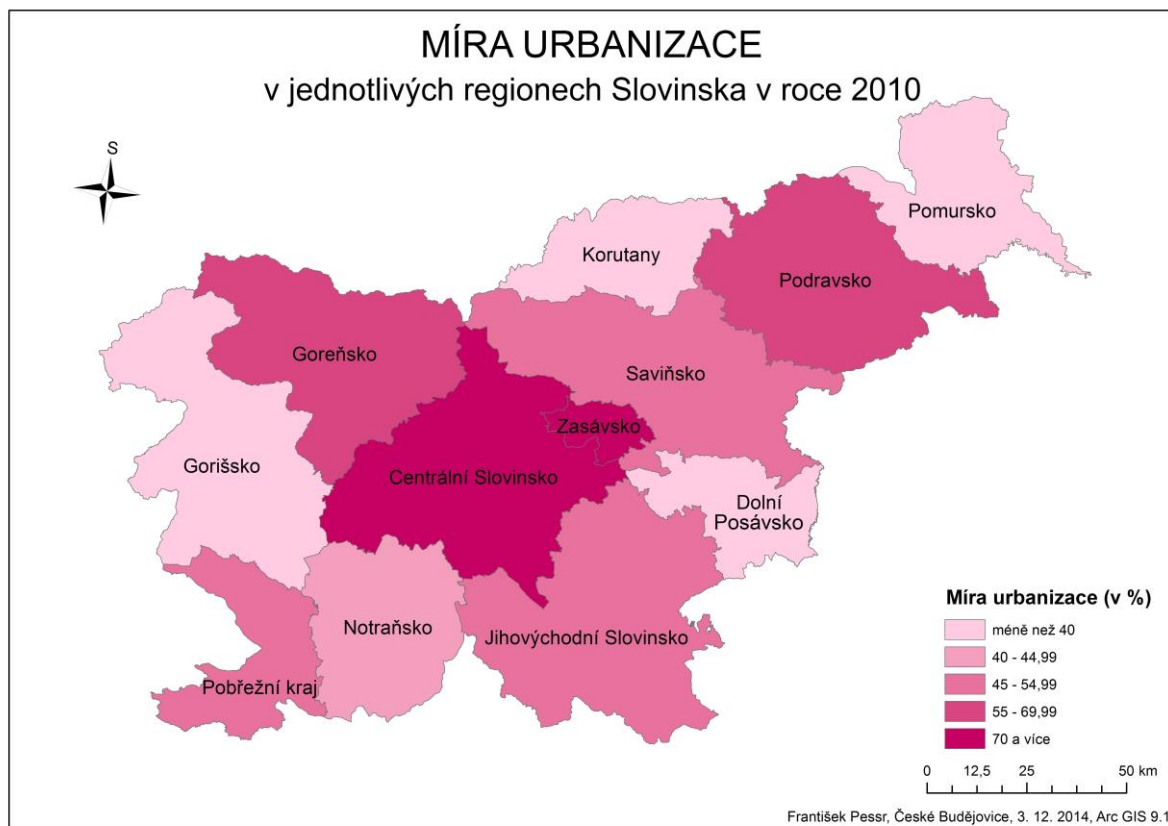 MÍRA URBANIZACE
v jednotlivých regionech Slovinska v roce 2010
S
Pomursko
Korutany
Podravsko
Goreňsko
Saviňsko
Zasávsko
Gorišsko
Centrální Slovinsko
Dolní
Posávsko
Notraňsko
Jihovýchodní Slovinsko
Pobřežní kraj
Míra urbanizace (v %)
méně než 40
40 - 44,99
45 - 54,99
55 - 69,99
70 a více
0 12,5 25 50 km
František Pessr, České Budějovice, 3. 12. 2014, Arc GIS 9.1